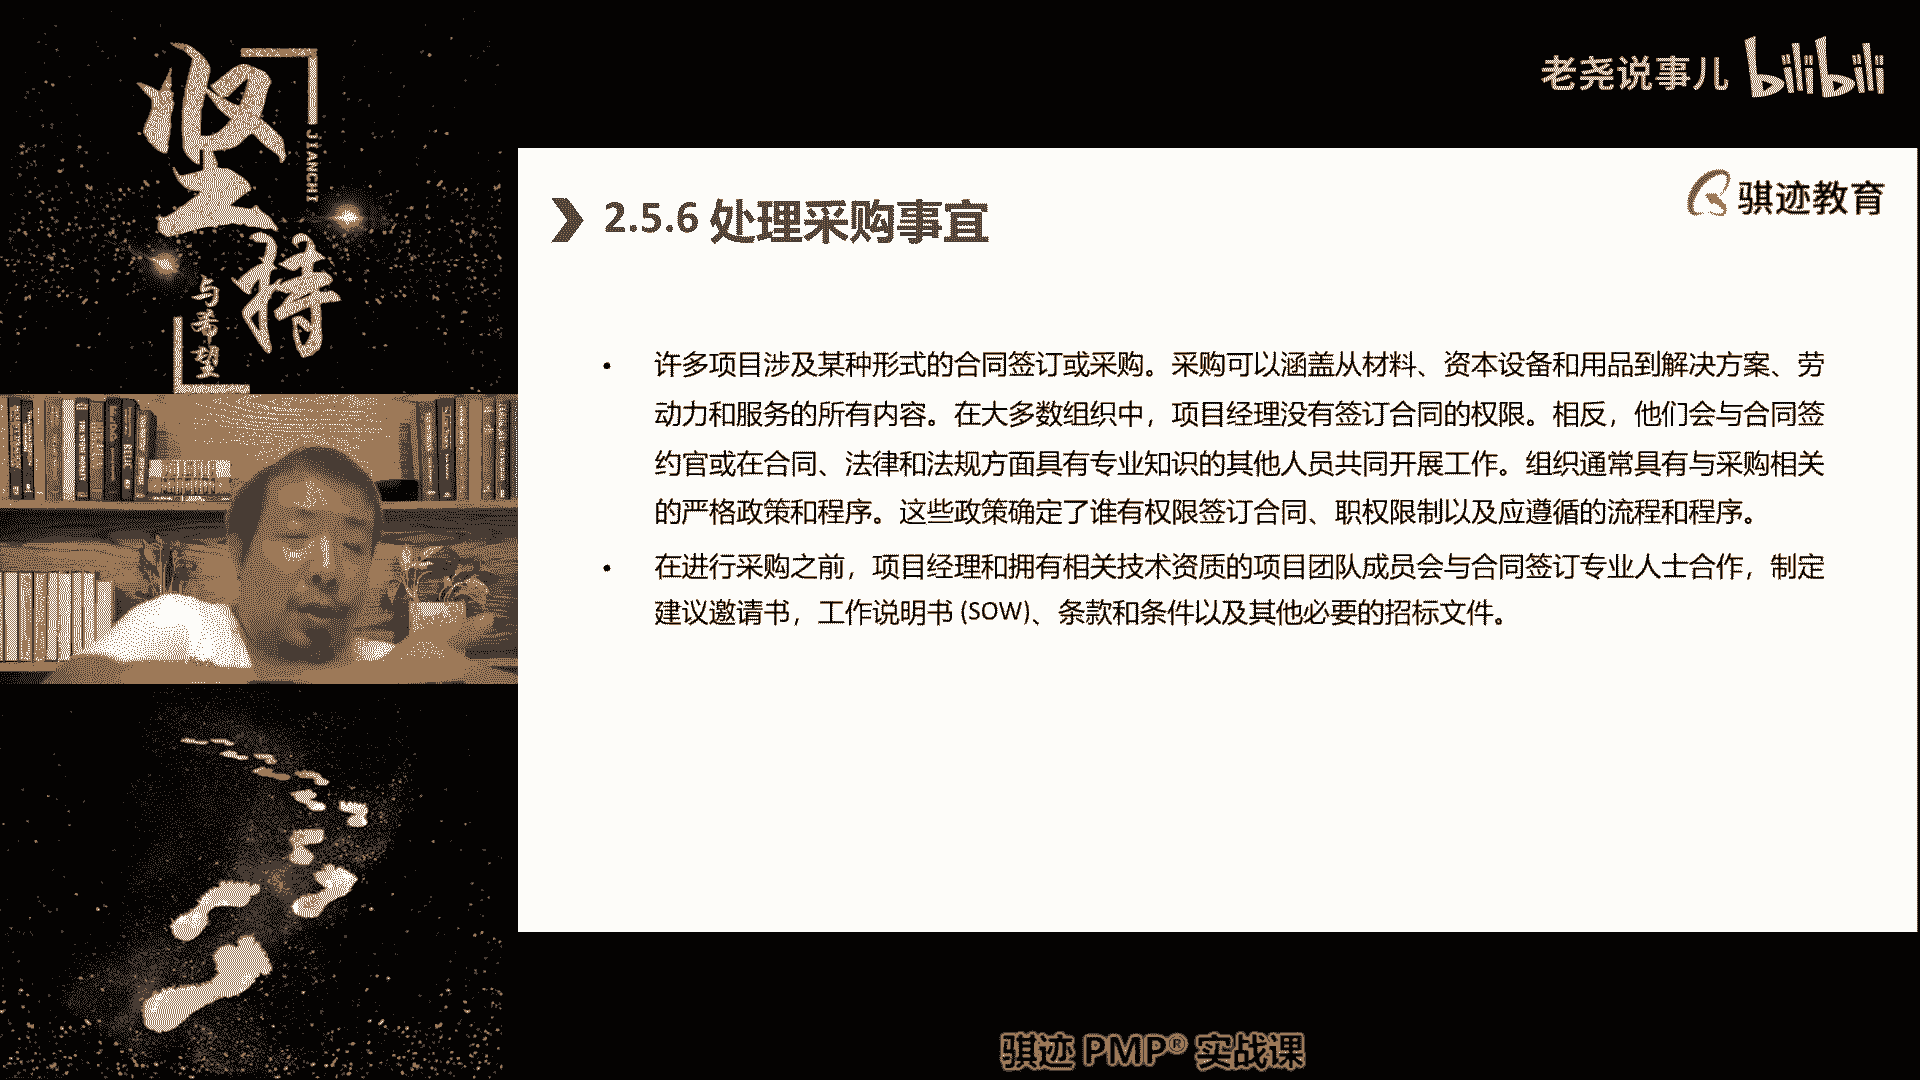 坚持
JIANCHI
与希望
老尧说事儿 bilibili
骐迹教育
2.5.6 处理采购事宜
• 许多项目涉及某种形式的合同签订或采购。采购可以涵盖从材料、资本设备和用品到解决方案、劳
动力和服务的所有内容。在大多数组织中，项目经理没有签订合同的权限。相反，他们会与合同签
约官或在合同、法律和法规方面具有专业知识的其他人员共同开展工作。组织通常具有与采购相关
的严格政策和程序。这些政策确定了谁有权限签订合同、职权限制以及应遵循的流程和程序。
• 在进行采购之前，项目经理和拥有相关技术资质的项目团队成员会与合同签订专业人士合作，制定
建议邀请书，工作说明书 (SOW)、条款和条件以及其他必要的招标文件。
骐迹 PMP® 实战课